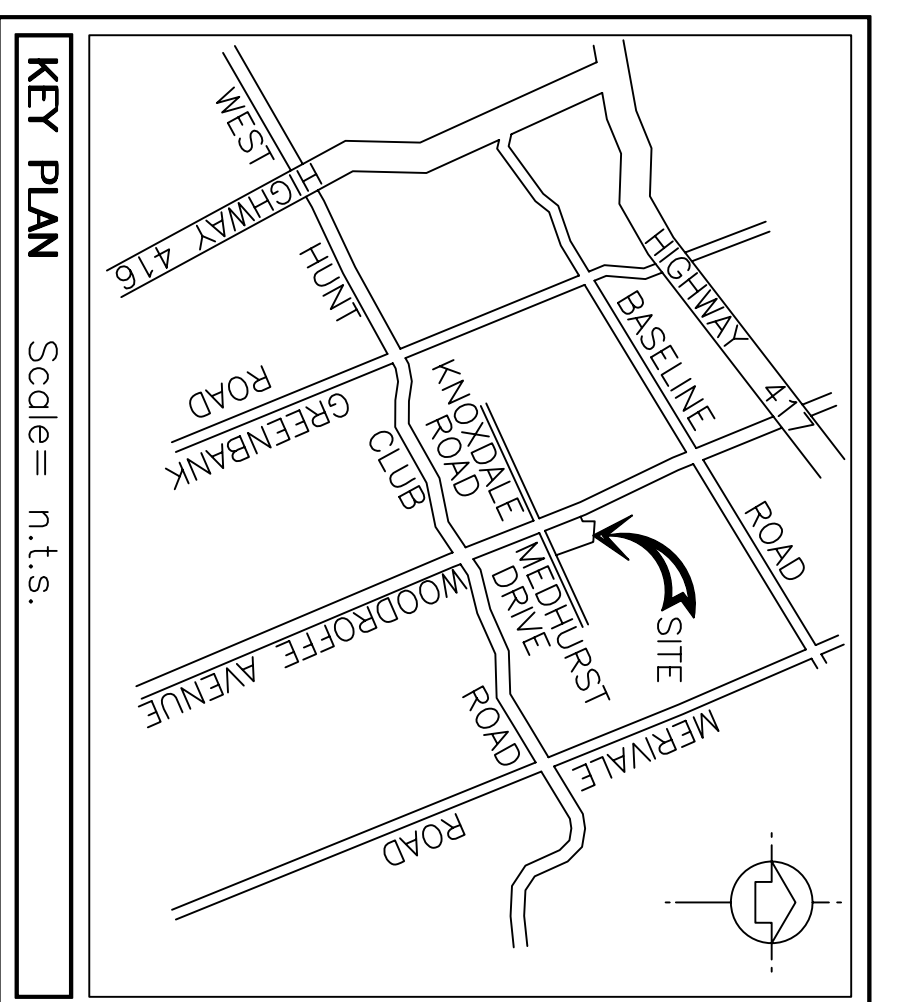 KEY PLAN Scale= n.t.s.
HIGHWAY 417
HIGHWAY 416
WEST
HUNT
CLUB
ROAD
BASELINE
ROAD
GREENBANK
ROAD
KNOXDALE
ROAD
MEDHURST
DRIVE
WOODROFFE AVENUE
MERIVALE
ROAD
SITE